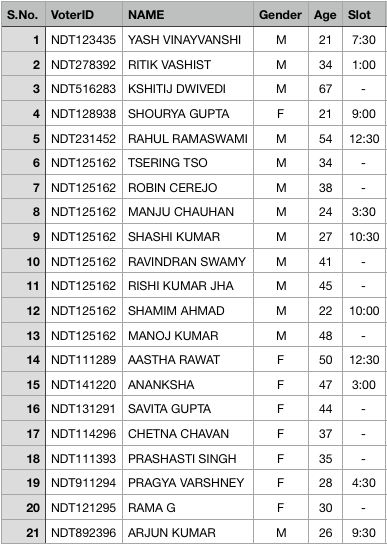 S.No. VoterID NAME Gender Age Slot
1 NDT123435 YASH VINAYVANSHI M 21 7:30
2 NDT278392 RITIK VASHIST M 34 1:00
3 NDT516283 KSHITIJ DWIVEDI M 67 -
4 NDT128938 SHOURYA GUPTA F 21 9:00
5 NDT231452 RAHUL RAMASWAMI M 54 12:30
6 NDT125162 TSERING TSO M 34 -
7 NDT125162 ROBIN CEREJO M 38 -
8 NDT125162 MANJU CHAUHAN M 24 3:30
9 NDT125162 SHASHI KUMAR M 27 10:30
10 NDT125162 RAVINDRAN SWAMY M 41 -
11 NDT125162 RISHI KUMAR JHA M 45 -
12 NDT125162 SHAMIM AHMAD M 22 10:00
13 NDT125162 MANOJ KUMAR M 48 -
14 NDT111289 AASTHA RAWAT F 50 12:30
15 NDT141220 ANANKSHA F 47 3:00
16 NDT131291 SAVITA GUPTA F 44 -
17 NDT114296 CHETNA CHAVAN F 37 -
18 NDT111393 PRASHASTI SINGH F 35 -
19 NDT911294 PRAGYA VARSHNEY F 28 4:30
20 NDT121295 RAMA G F 30 -
21 NDT892396 ARJUN KUMAR M 26 9:30